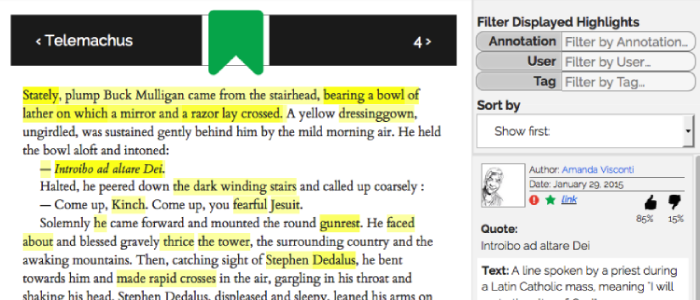 ‹ Telemachus
4 ›
Stately, plump Buck Mulligan came from the stairhead, bearing a bowl of
lather on which a mirror and a razor lay crossed. A yellow dressinggown,
ungirdled, was sustained gently behind him by the mild morning air. He held
the bowl aloft and intoned:
— Introibo ad altare Dei.
Halted, he peered down the dark winding stairs and called up coarsely :
— Come up, Kinch. Come up, you fearful Jesuit.
Solemnly he came forward and mounted the round gunrest. He faced
about and blessed gravely thrice the tower, the surrounding country and the
awaking mountains. Then, catching sight of Stephen Dedalus, he bent
towards him and made rapid crosses in the air, gargling in his throat and
shaking his head. Stephen Dedalus, displeased and sleepy, leaned his arms on
Filter Displayed Highlights
Annotation Filter by Annotation...
User Filter by User...
Tag Filter by Tag...
Sort by
Show first:
Author: Amanda Visconti
Date: January 29, 2015
link
85% 15%
Quote:
Introibo ad altare Dei
Text: A line spoken by a priest during
a Latin Catholic mass, meaning "I will